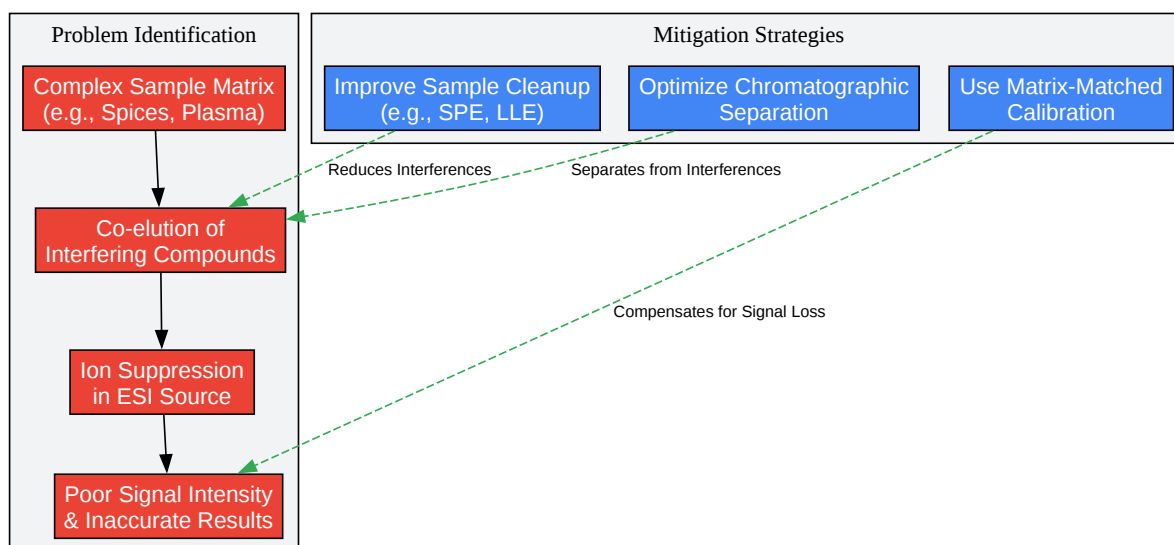 Problem Identification
Mitigation Strategies
Complex Sample Matrix
(e.g., Spices, Plasma)
Improve Sample Cleanup
(e.g., SPE, LLE)
Optimize Chromatographic
Separation
Use Matrix-Matched
Calibration
Reduces Interferences
Separates from Interferences
Co-elution of
Interfering Compounds
Compensates for Signal Loss
Ion Suppression
in ESI Source
Poor Signal Intensity
& Inaccurate Results